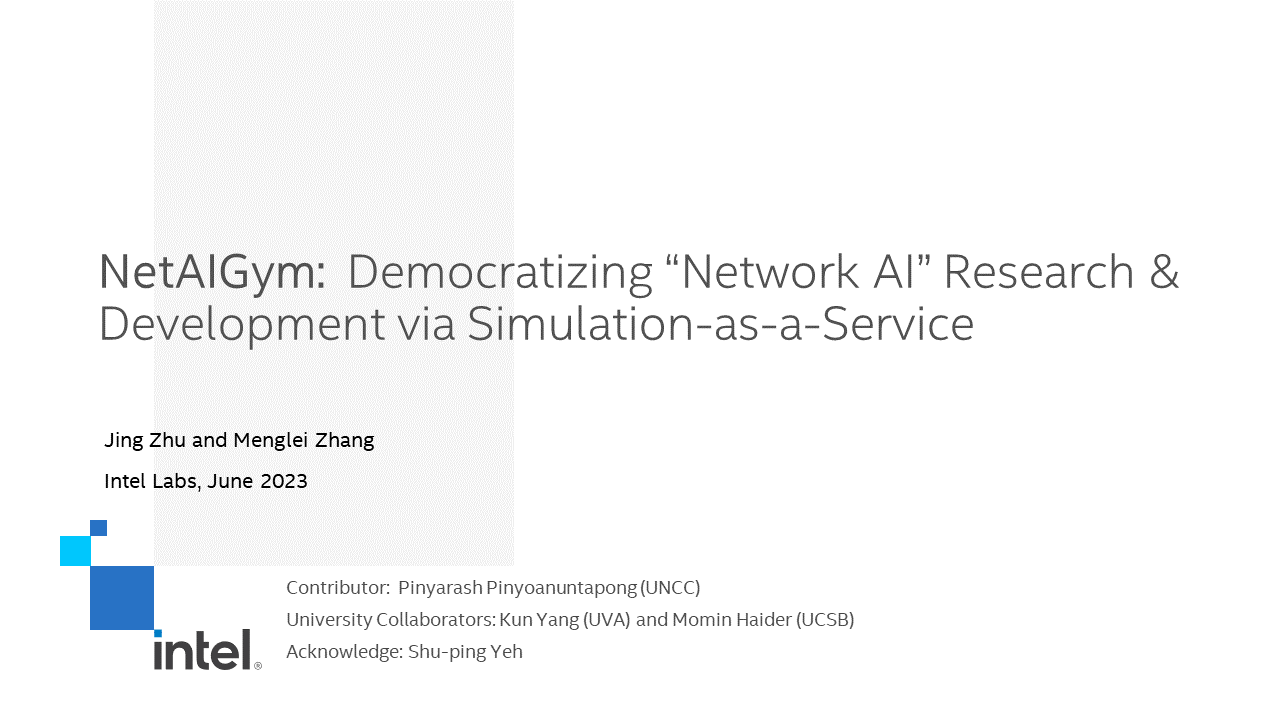 NetAIGym: Democratizing “Network AI” Research &
Development via Simulation-as-a-Service
Jing Zhu and Menglei Zhang
Intel Labs, June 2023
Contributor: Pinyarash Pinyoanuntapong (UNCC)
University Collaborators: Kun Yang (UVA) and Momin Haider (UCSB)
Acknowledge: Shu-ping Yeh
intel®